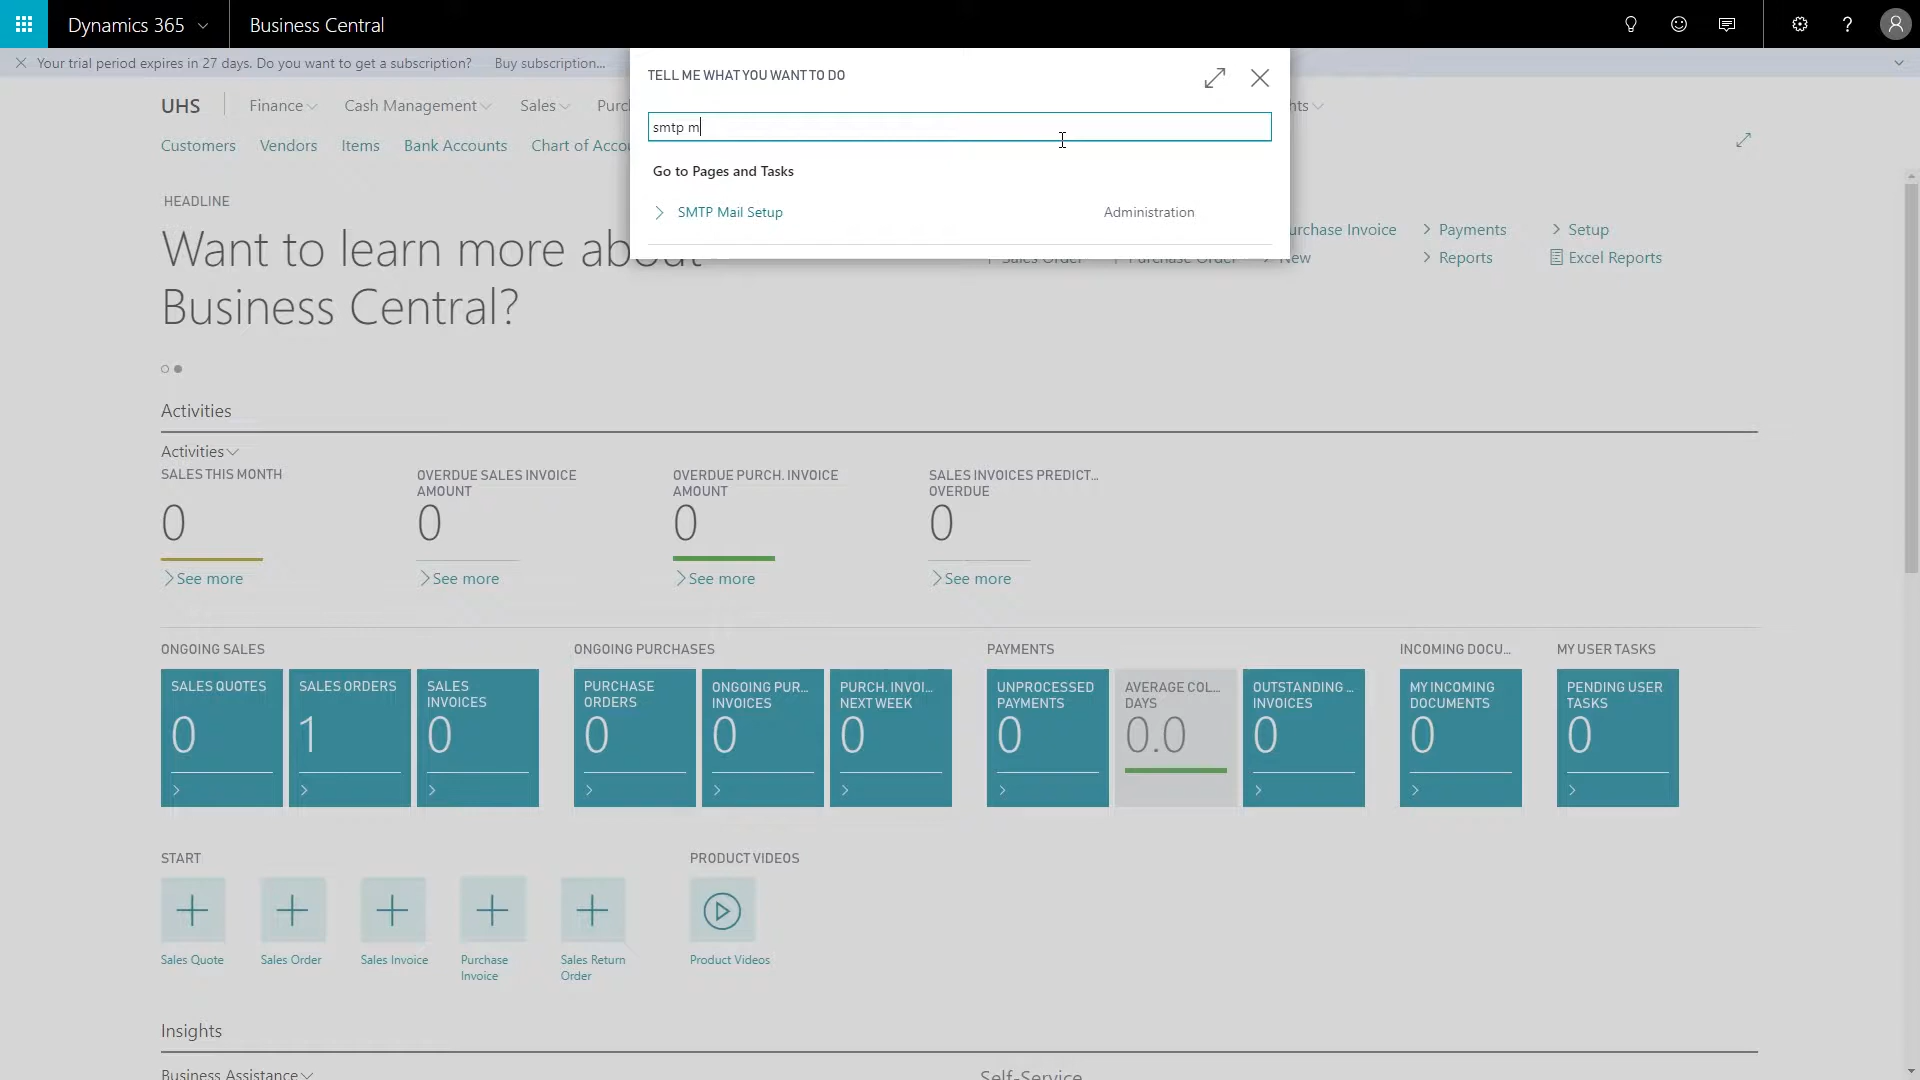 Dynamics 365
Business Central
Your trial period expires in 27 days. Do you want to get a subscription? Buy subscription...
TELL ME WHAT YOU WANT TO DO
smtp m
Go to Pages and Tasks
SMTP Mail Setup Administration
UHS Finance Cash Management Sales
Customers Vendors Items Bank Accounts Chart of
HEADLINE
Want to learn more about
Business Central?
Payments Setup
Sales Order Purchase Order New Reports Excel Reports
Activities
Activities
SALES THIS MONTH
0
See more
OVERDUE SALES INVOICE
AMOUNT
0
See more
OVERDUE PURCH. INVOICE
AMOUNT
0
See more
SALES INVOICES PREDICT...
OVERDUE
0
See more
ONGOING SALES
SALES QUOTES
0
SALES ORDERS
1
SALES
INVOICES
0
ONGOING PURCHASES
PURCHASE
ORDERS
0
ONGOING PUR...
INVOICES
0
PURCH. INVOI...
NEXT WEEK
0
PAYMENTS
UNPROCESSED
PAYMENTS
0
AVERAGE COL...
DAYS
0.0
OUTSTANDING ...
INVOICES
0
INCOMING DOCU...
MY INCOMING
DOCUMENTS
0
MY USER TASKS
PENDING USER
TASKS
0
START
Sales Quote
Sales Order
Sales Invoice
Purchase
Invoice
Sales Return
Order
PRODUCT VIDEOS
Product Videos
Insights
Business Assistance
Self-Service